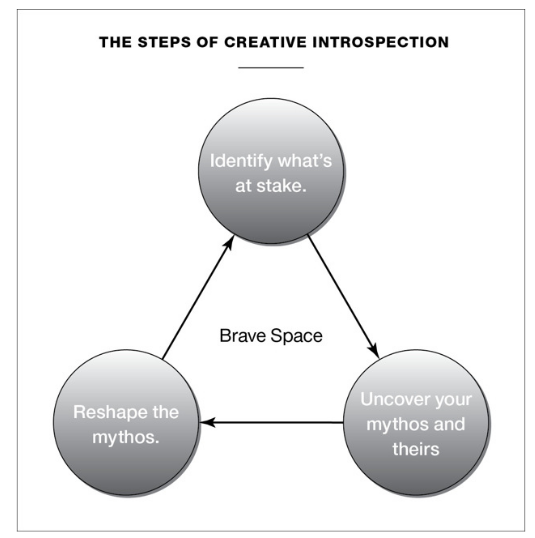 THE STEPS OF CREATIVE INTROSPECTION
Identify what's
at stake.
Brave Space
Reshape the
mythos.
Uncover your
mythos and
theirs